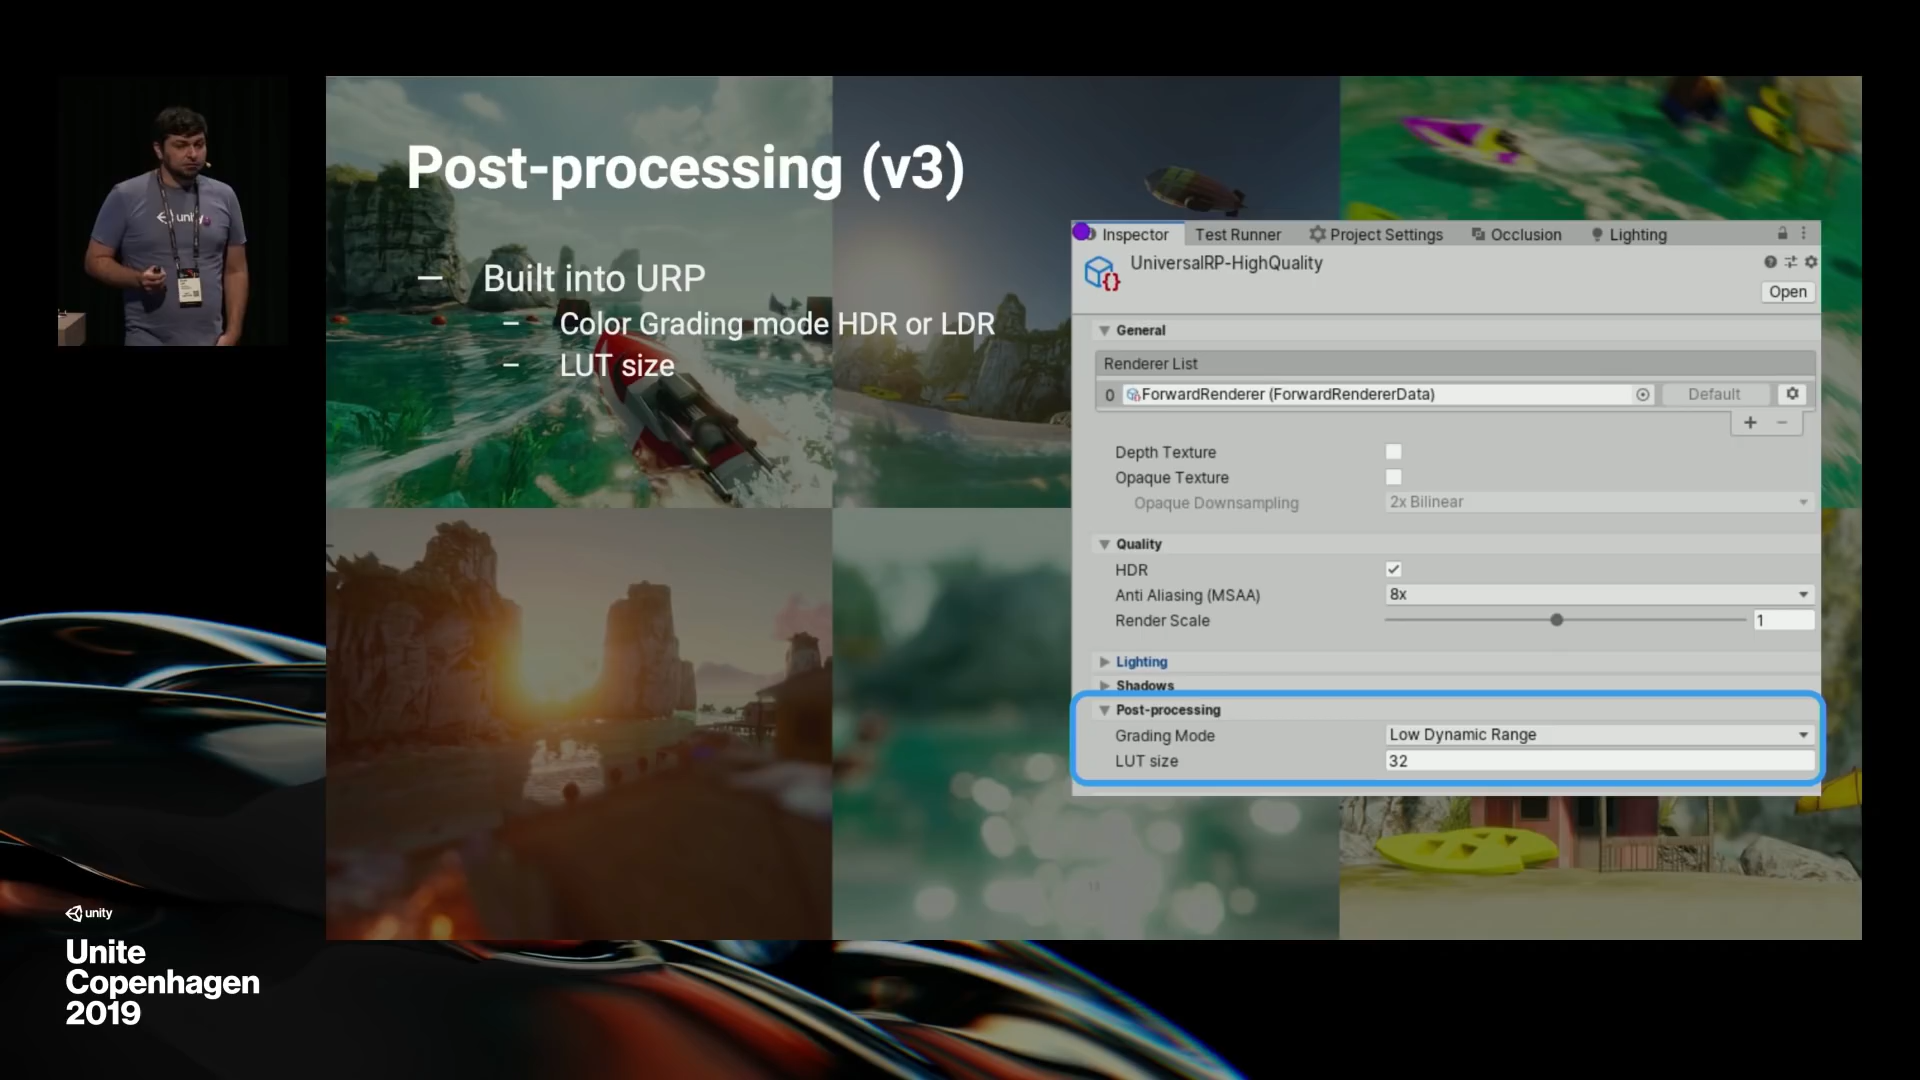 unity
Post-processing (v3)
– Built into URP
– Color Grading mode HDR or LDR
– LUT size
Inspector
Test Runner
Project Settings
Occlusion
Lighting
UniversalRP-HighQuality
Open
General
Renderer List
0 ForwardRenderer (ForwardRendererData) Default
+ −
Depth Texture
Opaque Texture
Opaque Downsampling 2x Bilinear
Quality
HDR
Anti Aliasing (MSAA) 8x
Render Scale 1
Lighting
Shadows
Post-processing
Grading Mode Low Dynamic Range
LUT size 32
unity
Unite
Copenhagen
2019